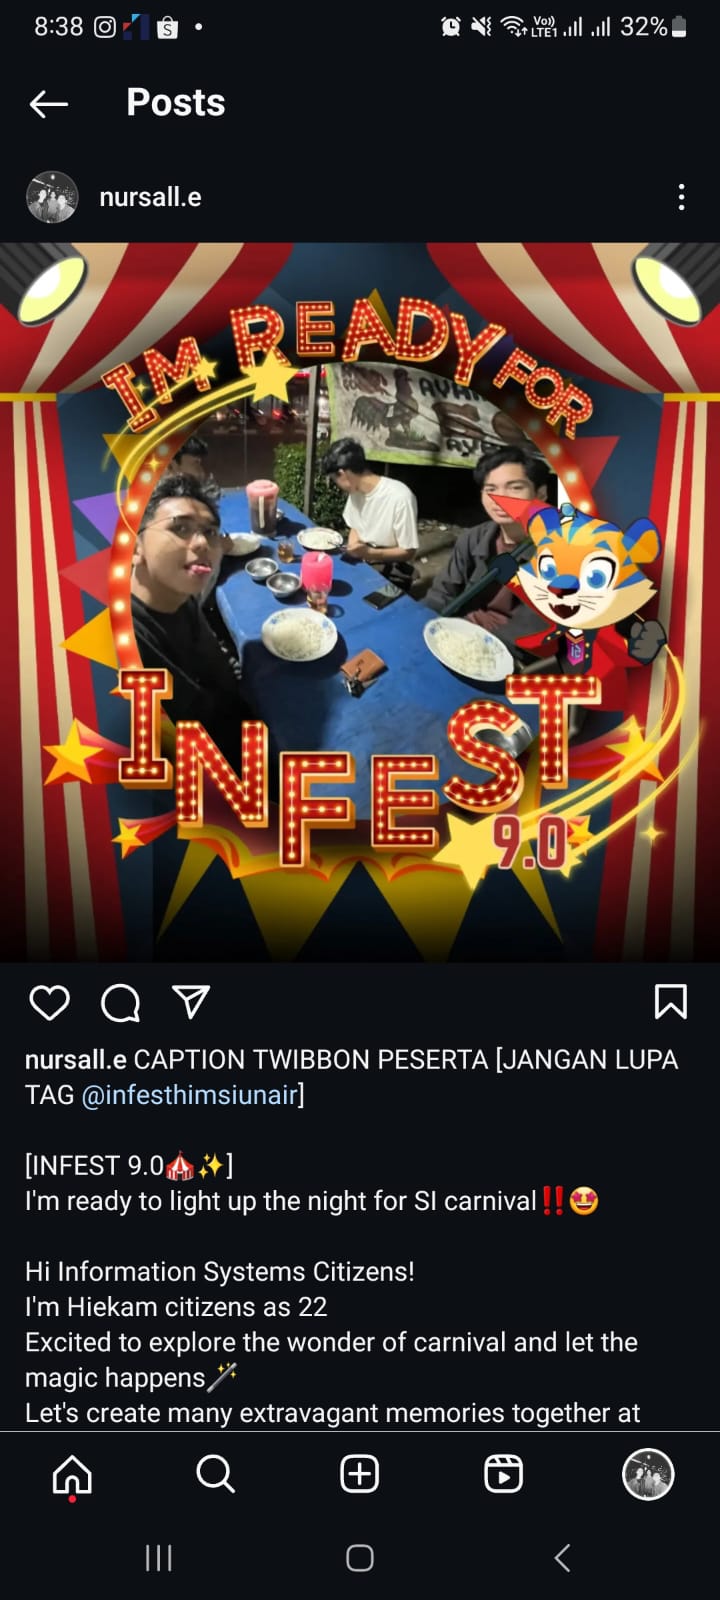 8:38
Vo))
LTE1
32%
Posts
nursall.e
I'M READY FOR
AYAM
INFEST
9.0
nursall.e CAPTION TWIBBON PESERTA [JANGAN LUPA
TAG @infesthimsiunair]
[INFEST 9.0🎪✨]
I'm ready to light up the night for SI carnival‼️🤩
Hi Information Systems Citizens!
I'm Hiekam citizens as 22
Excited to explore the wonder of carnival and let the
magic happens🪄
Let's create many extravagant memories together at